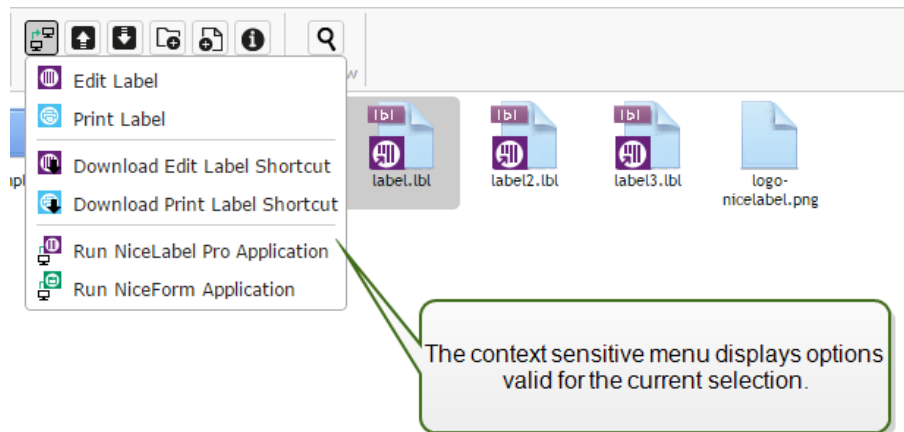 w
Edit Label
Print Label
Download Edit Label Shortcut
Download Print Label Shortcut
Run NiceLabel Pro Application
Run NiceForm Application
lbl
label.lbl
lbl
label2.lbl
lbl
label3.lbl
logo-
nicelabel.png
The context sensitive menu displays options
valid for the current selection.